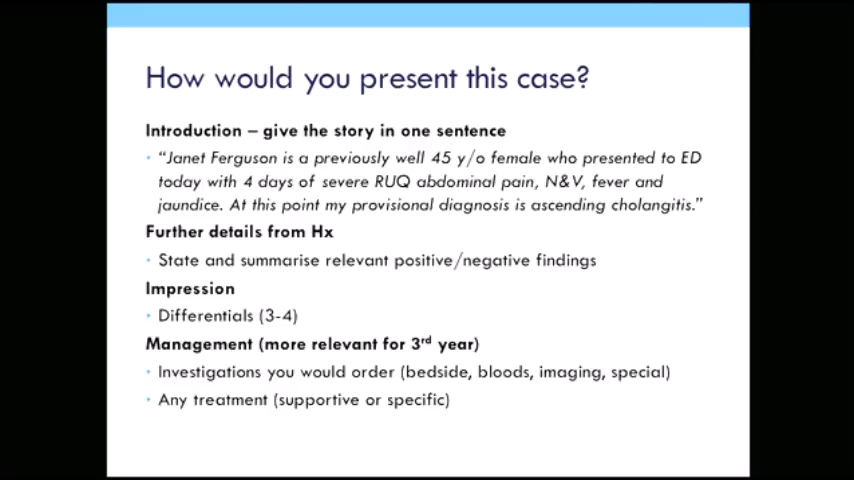 How would you present this case?
Introduction – give the story in one sentence
• "Janet Ferguson is a previously well 45 y/o female who presented to ED
today with 4 days of severe RUQ abdominal pain, N&V, fever and
jaundice. At this point my provisional diagnosis is ascending cholangitis."
Further details from Hx
• State and summarise relevant positive/negative findings
Impression
• Differentials (3-4)
Management (more relevant for 3rd year)
• Investigations you would order (bedside, bloods, imaging, special)
• Any treatment (supportive or specific)